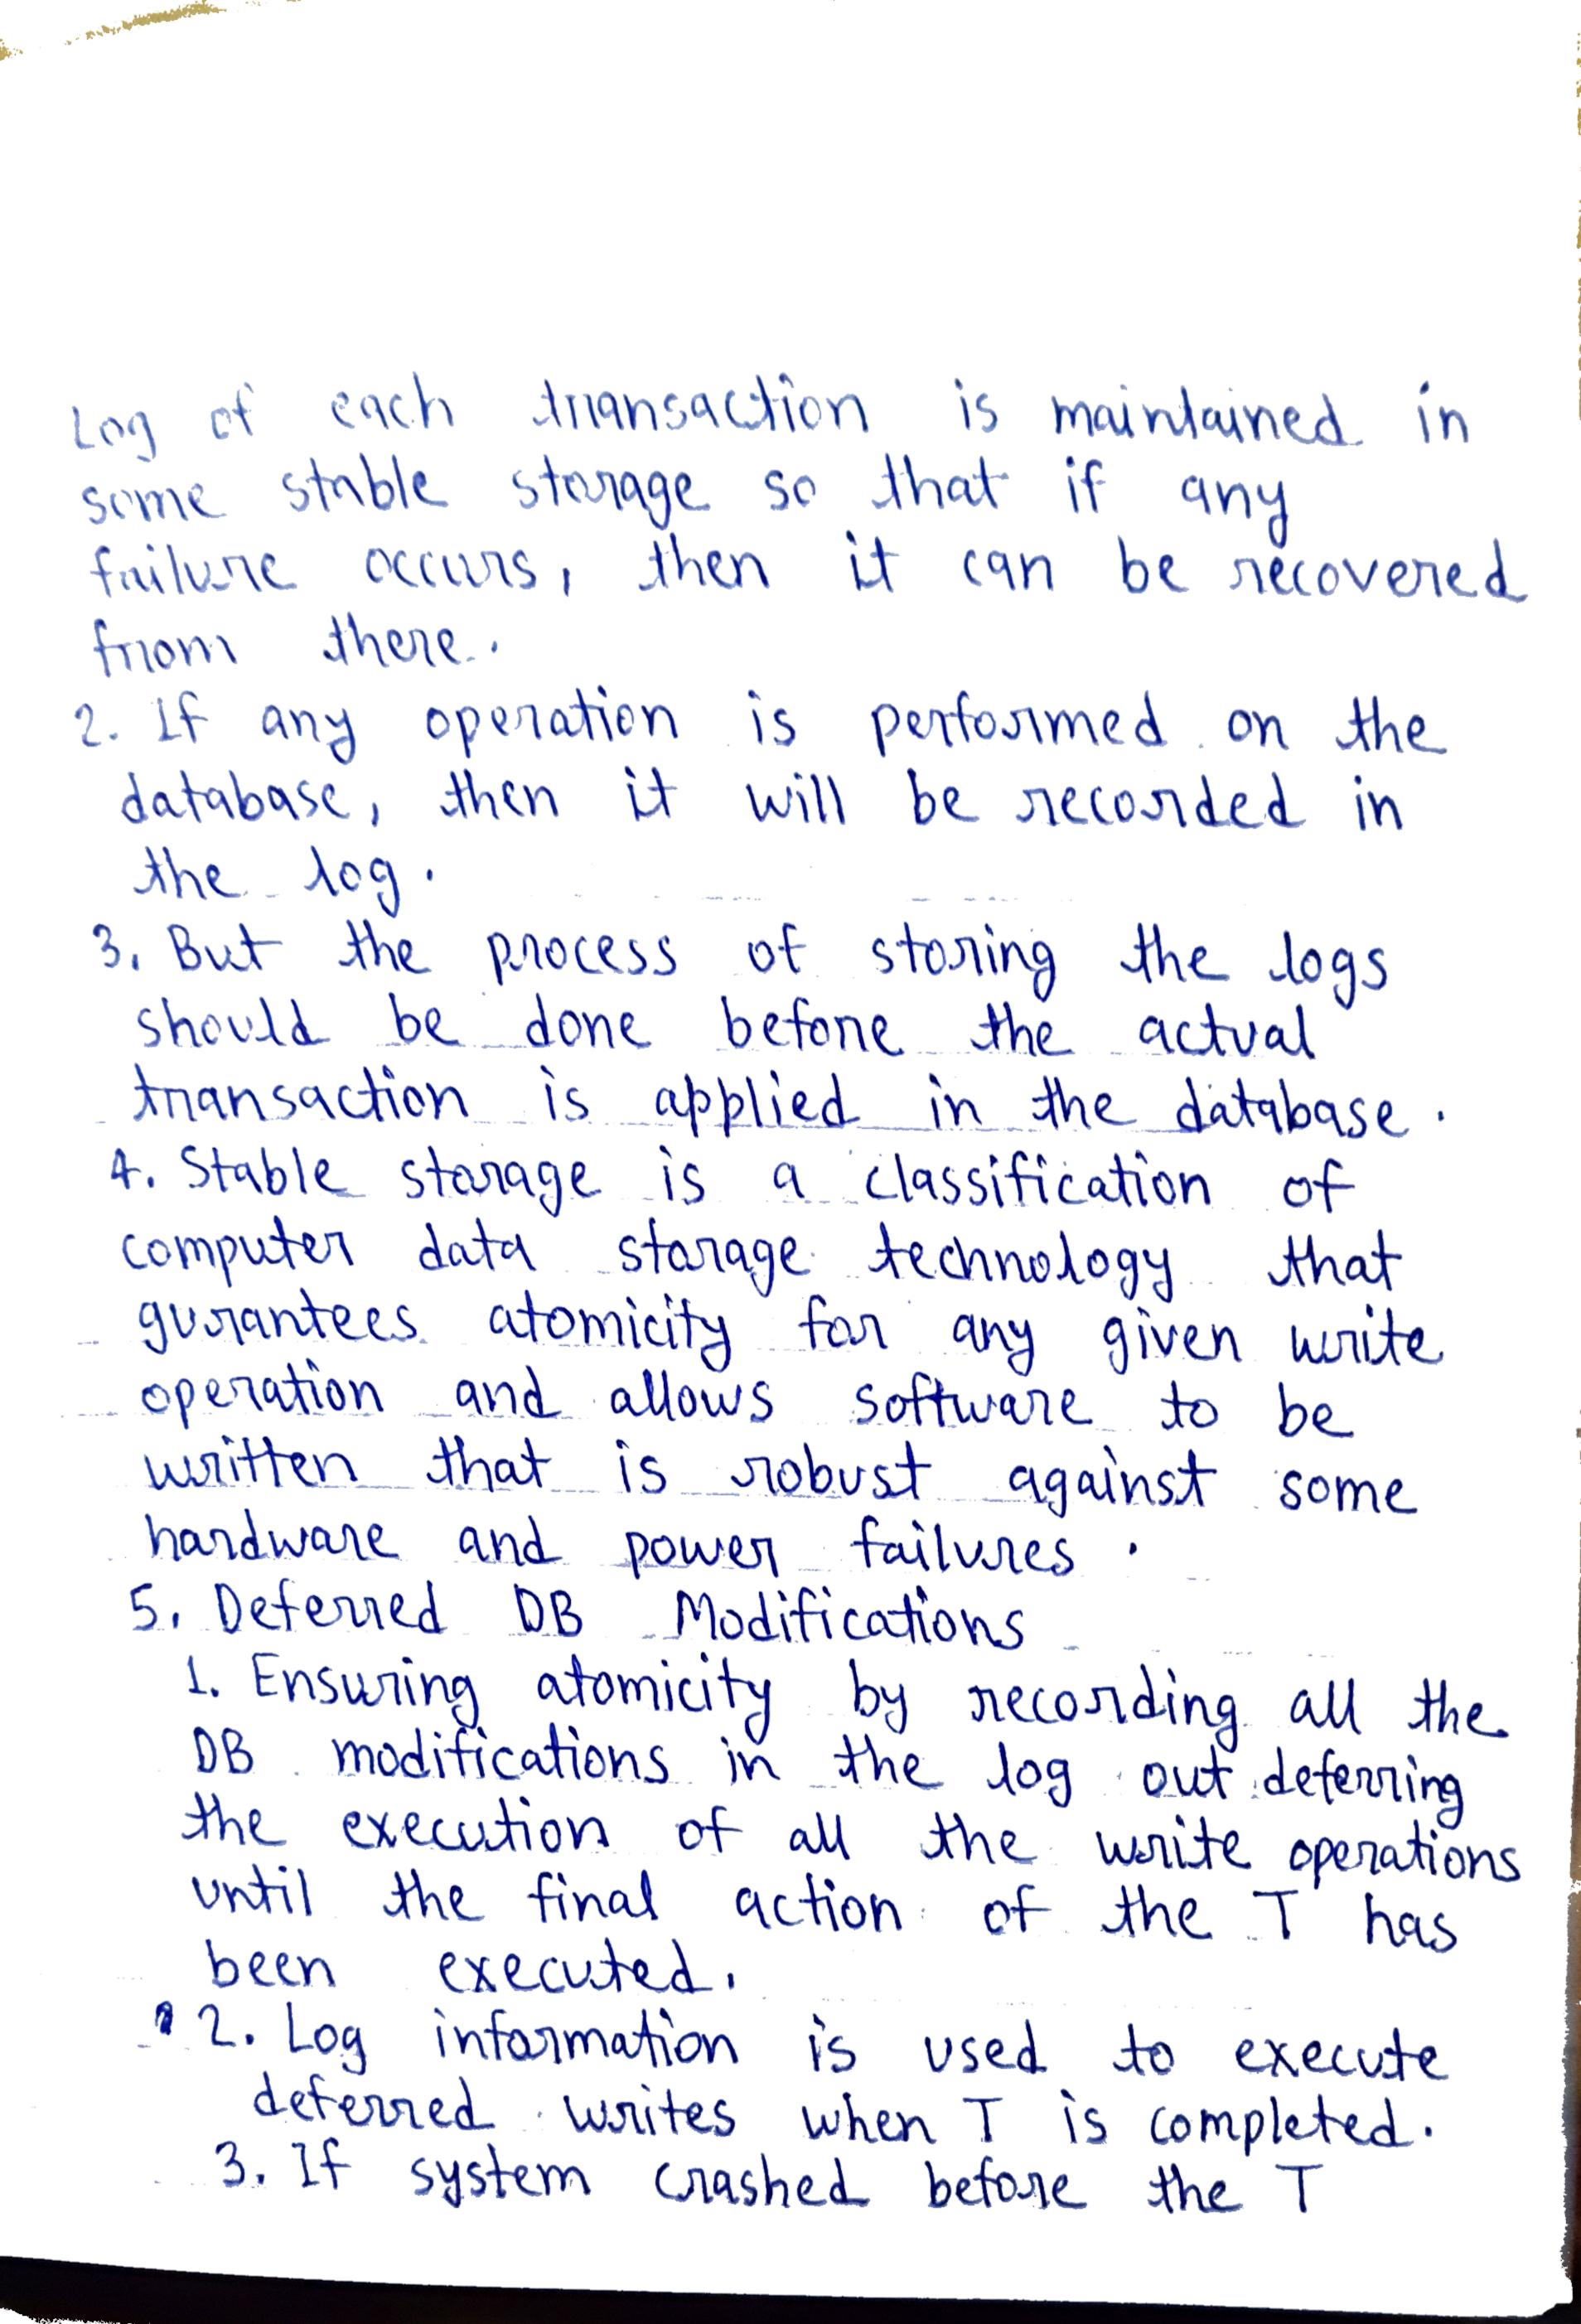 Log of each transaction is maintained in
some stable storage so that if any
failure occurs, then it can be recovered
from there.
2. If any operation is performed on the
database, then it will be recorded in
the log.
3. But the process of storing the logs
should be done before the actual
transaction is applied in the database.
4. Stable storage is a classification of
computer data storage technology that
gurantees atomicity for any given write
operation and allows software to be
written that is robust against some
hardware and power failures.
5. Deferred DB Modifications
1. Ensuring atomicity by recording all the
DB modifications in the log out deferring
the execution of all the write operations
until the final action of the T has
been executed.
2. Log information is used to execute
deferred writes when T is completed.
3. If system crashed before the T